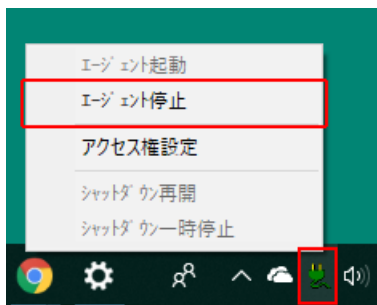 ｴｰｼﾞｪﾝﾄ起動
ｴｰｼﾞｪﾝﾄ停止
アクセス権設定
ｼｬｯﾄﾀﾞｳﾝ再開
ｼｬｯﾄﾀﾞｳﾝ一時停止